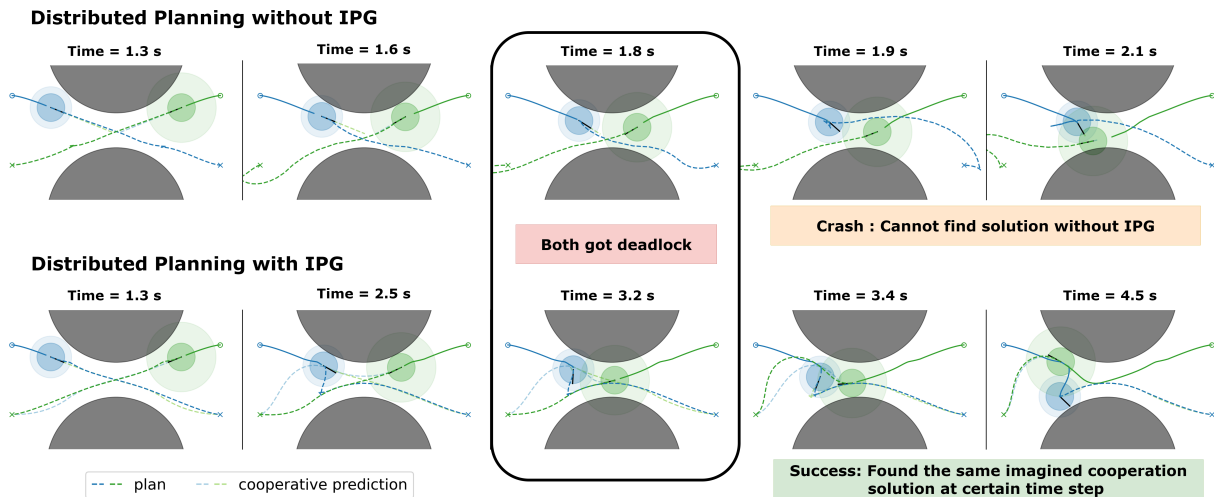 Distributed Planning without IPG
Time = 1.3 s
Time = 1.6 s
Time = 1.8 s
Time = 1.9 s
Time = 2.1 s
Both got deadlock
Crash : Cannot find solution without IPG
Distributed Planning with IPG
Time = 1.3 s
Time = 2.5 s
Time = 3.2 s
Time = 3.4 s
Time = 4.5 s
plan
cooperative prediction
Success: Found the same imagined cooperation
solution at certain time step